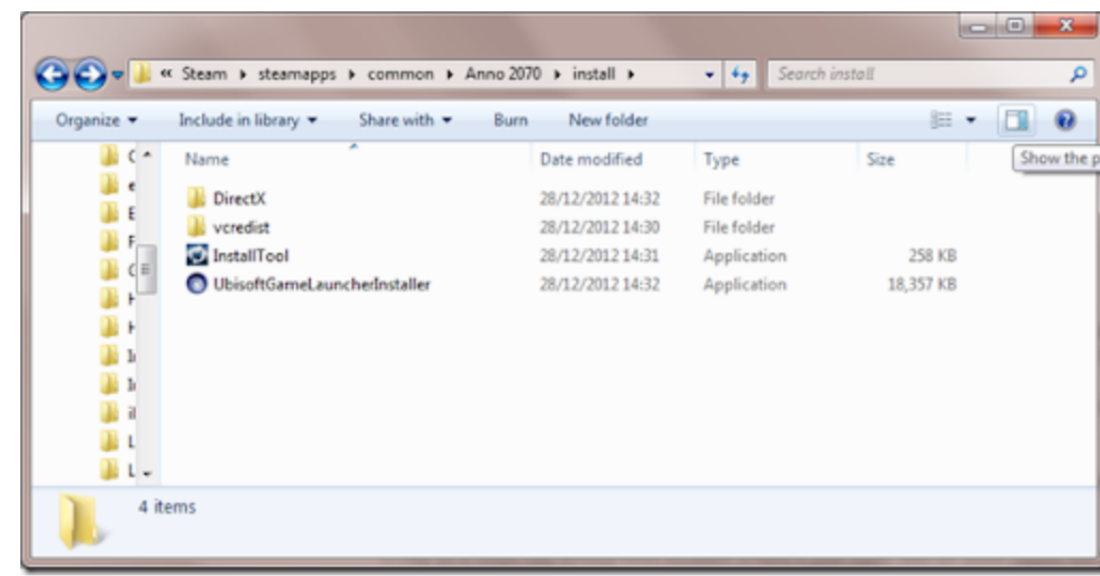 « Steam ▸ steamapps ▸ common ▸ Anno 2070 ▸ install ▸ Search install
Organize ▾ Include in library ▾ Share with ▾ Burn New folder
Show the p
Name Date modified Type Size
DirectX 28/12/2012 14:32 File folder
vcredist 28/12/2012 14:30 File folder
InstallTool 28/12/2012 14:31 Application 258 KB
UbisoftGameLauncherInstaller 28/12/2012 14:32 Application 18,357 KB
4 items